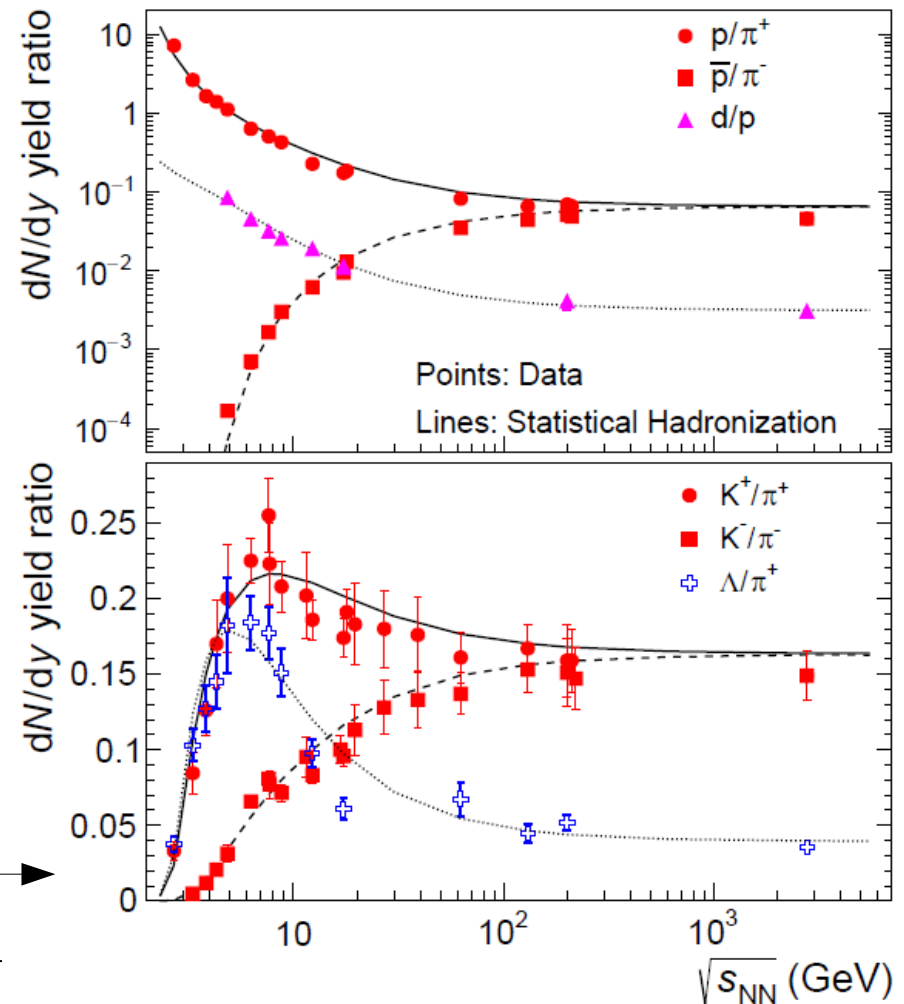 dN/dy yield ratio
10
1
10⁻¹
10⁻²
10⁻³
10⁻⁴
p/π⁺
p̅/π⁻
d/p
Points: Data
Lines: Statistical Hadronization
dN/dy yield ratio
0.25
0.2
0.15
0.1
0.05
0
K⁺/π⁺
K⁻/π⁻
Λ/π⁺
10
10²
10³
√s_NN (GeV)